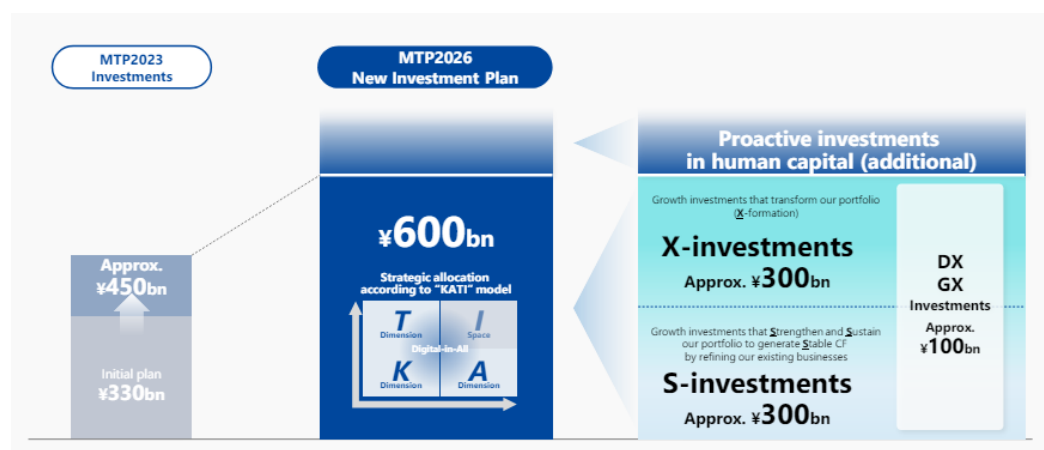 MTP2023
Investments
MTP2026
New Investment Plan
Proactive investments
in human capital (additional)
Approx.
¥450bn
Initial plan
¥330bn
¥600bn
Strategic allocation
according to “KATI” model
T
Dimension
I
Space
Digital-in-All
K
Dimension
A
Dimension
Growth investments that transform our portfolio
(X-formation)
X-investments
Approx. ¥300bn
Growth investments that Strengthen and Sustain
our portfolio to generate Stable CF
by refining our existing businesses
S-investments
Approx. ¥300bn
DX
GX
Investments
Approx.
¥100bn